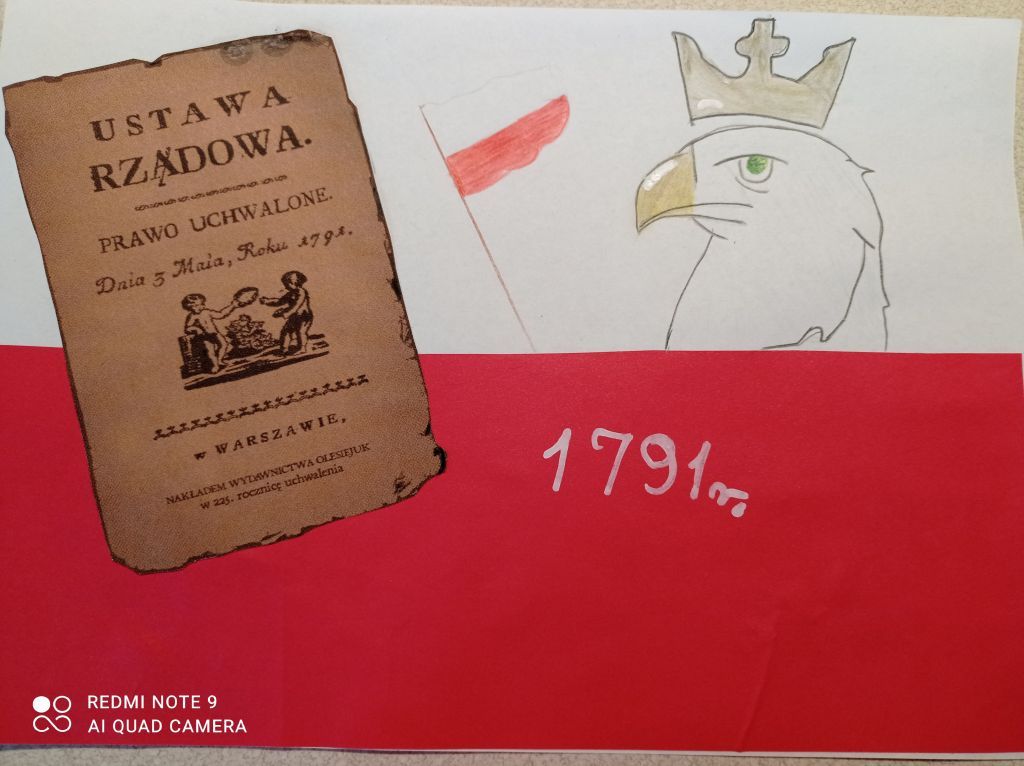 USTAWA
RZĄDOWA.
PRAWO UCHWALONE.
Dnia 3 Maia, Roku 1791.
w WARSZAWIE,
NAKŁADEM WYDAWNICTWA OLESIEJUK
w 225. rocznicę uchwalenia
1791r.
REDMI NOTE 9
AI QUAD CAMERA